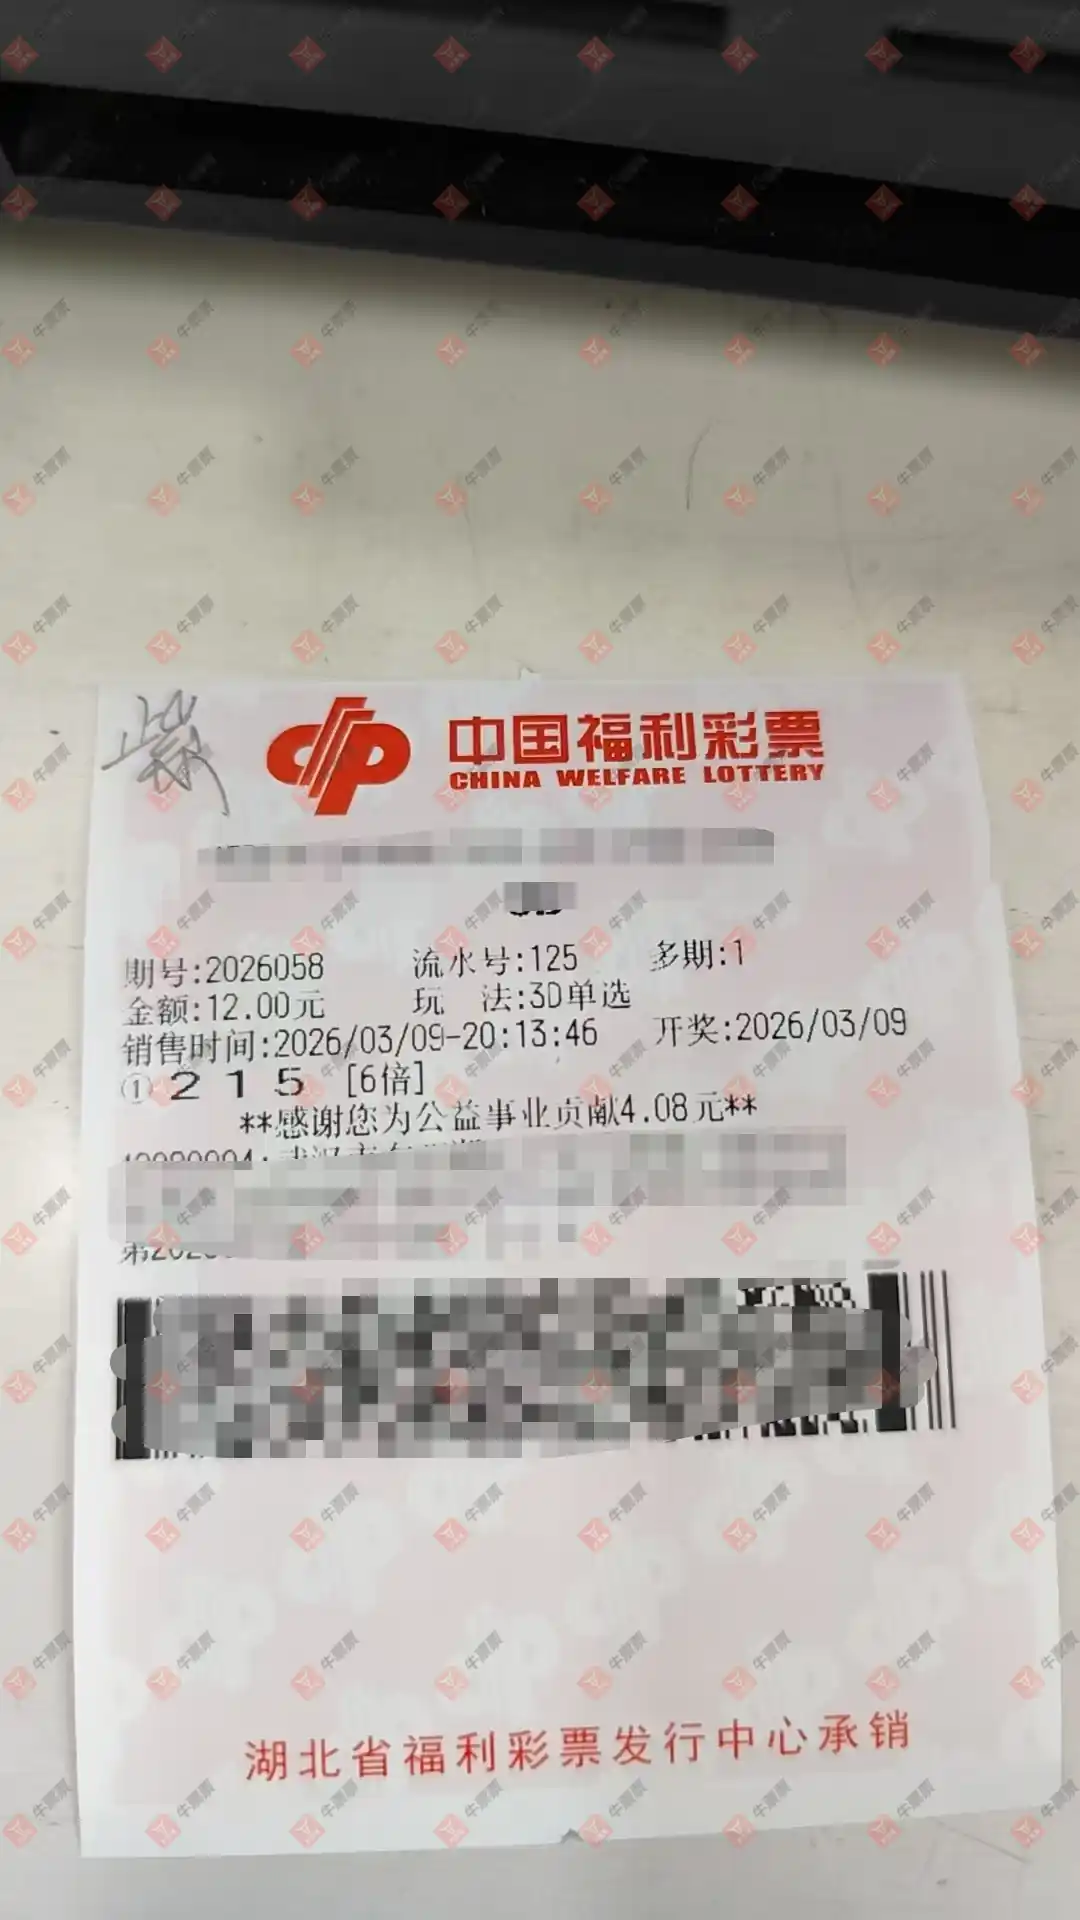 紫
中国福利彩票
CHINA WELFARE LOTTERY
期号:2026058 流水号:125 多期:1
金额:12.00元 玩 法:3D单选
销售时间:2026/03/09-20:13:46 开奖:2026/03/09
① 2 1 5 [6倍]
**感谢您为公益事业贡献4.08元**
湖北省福利彩票发行中心承销
牛票票